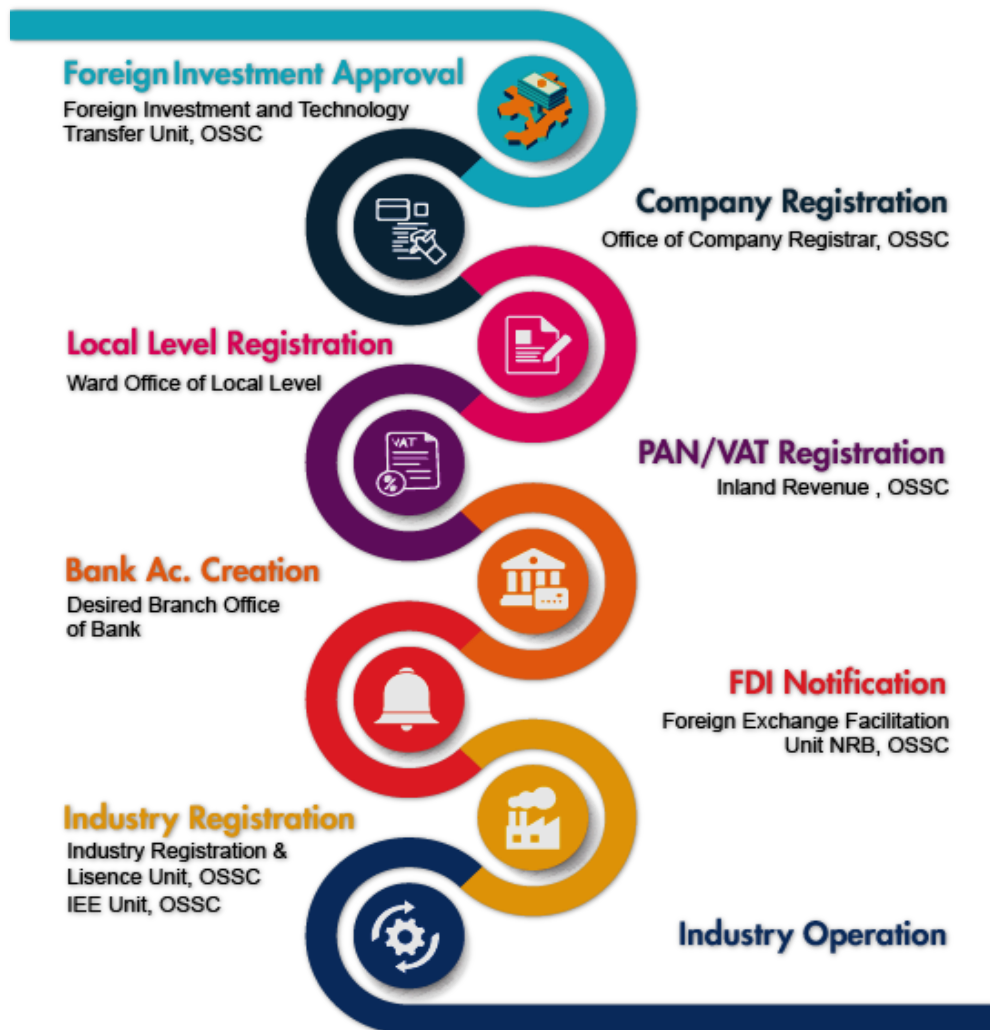 Foreign Investment Approval
Foreign Investment and Technology
Transfer Unit, OSSC
Company Registration
Office of Company Registrar, OSSC
Local Level Registration
Ward Office of Local Level
VAT
%
PAN/VAT Registration
Inland Revenue , OSSC
Bank Ac. Creation
Desired Branch Office
of Bank
FDI Notification
Foreign Exchange Facilitation
Unit NRB, OSSC
Industry Registration
Industry Registration &
Lisence Unit, OSSC
IEE Unit, OSSC
Industry Operation